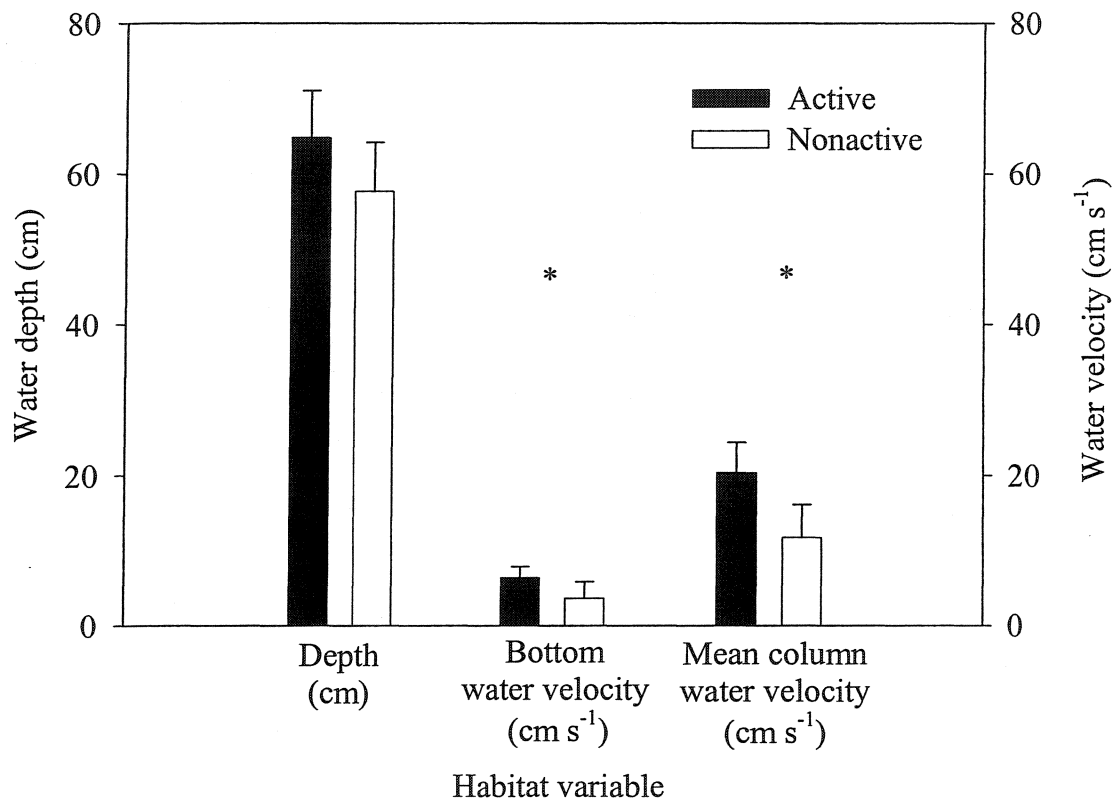 80
60
40
20
0
Water depth (cm)
Active
Nonactive
*
*
80
60
40
20
0
Water velocity (cm s⁻¹)
Depth
(cm)
Bottom
water velocity
(cm s⁻¹)
Mean column
water velocity
(cm s⁻¹)
Habitat variable